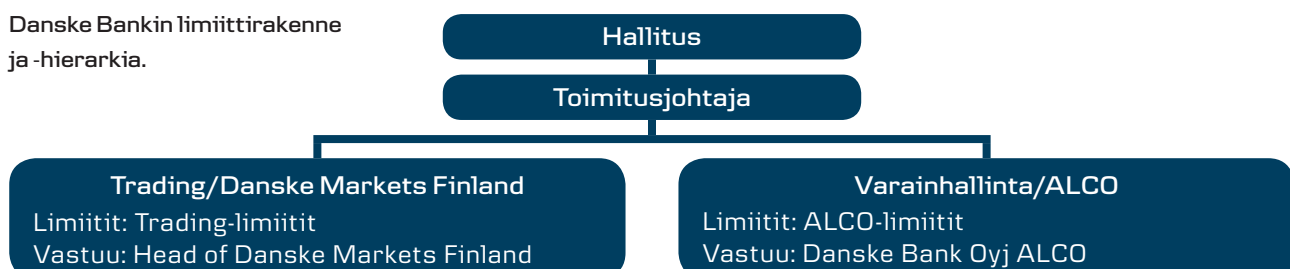 Danske Bankin limiittirakenne
ja -hierarkia.
Hallitus
Toimitusjohtaja
Trading/Danske Markets Finland
Limiitit: Trading-limiitit
Vastuu: Head of Danske Markets Finland
Varainhallinta/ALCO
Limiitit: ALCO-limiitit
Vastuu: Danske Bank Oyj ALCO